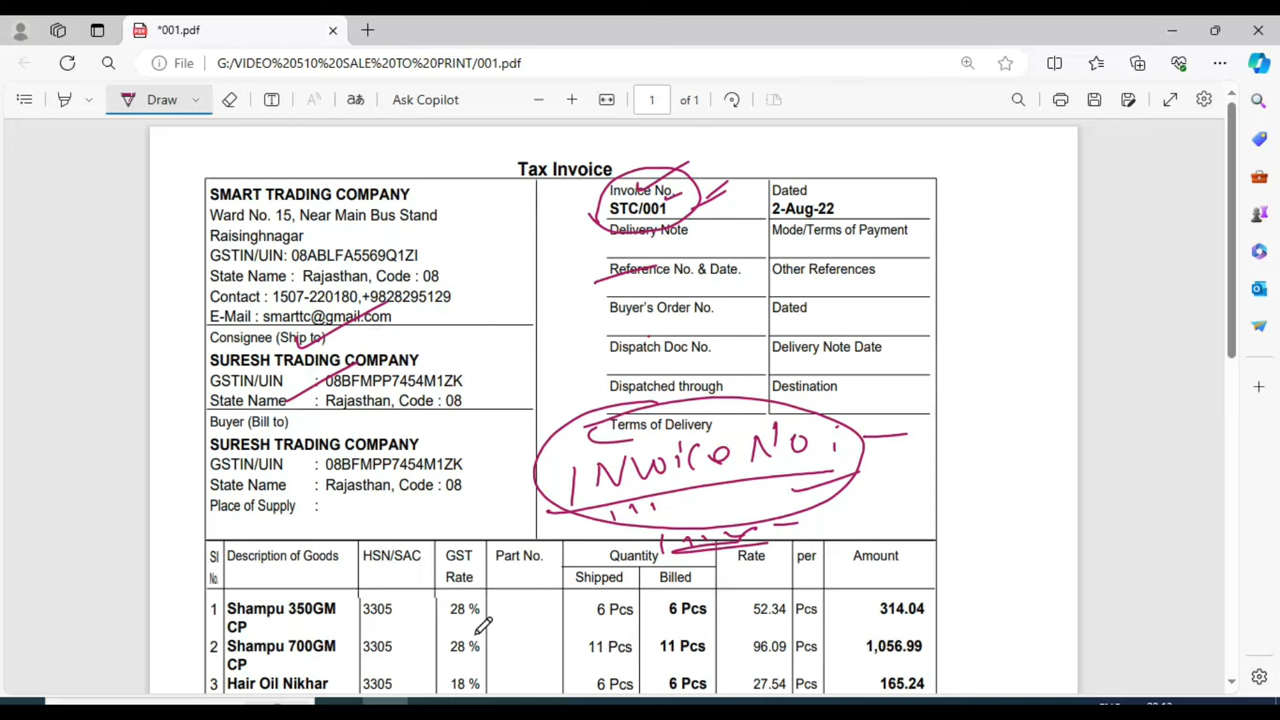 *001.pdf
File
G:/VIDEO%20510%20SALE%20TO%20PRINT/001.pdf
Draw
Ask Copilot
1 of 1
Tax Invoice
SMART TRADING COMPANY
Ward No. 15, Near Main Bus Stand
Raisinghnagar
GSTIN/UIN: 08ABLFA5569Q1ZI
State Name : Rajasthan, Code : 08
Contact : 1507-220180,+9828295129
E-Mail : smarttc@gmail.com
Consignee (Ship to)
SURESH TRADING COMPANY
GSTIN/UIN : 08BFMPP7454M1ZK
State Name : Rajasthan, Code : 08
Buyer (Bill to)
SURESH TRADING COMPANY
GSTIN/UIN : 08BFMPP7454M1ZK
State Name : Rajasthan, Code : 08
Place of Supply :
Invoice No. Dated
STC/001 2-Aug-22
Delivery Note Mode/Terms of Payment
Reference No. & Date. Other References
Buyer's Order No. Dated
Dispatch Doc No. Delivery Note Date
Dispatched through Destination
Terms of Delivery
INvoice No :
Sl No. Description of Goods HSN/SAC GST Rate Part No. Quantity Rate per Amount
Shipped Billed
1 Shampu 350GM 3305 28 % 6 Pcs 6 Pcs 52.34 Pcs 314.04
CP
2 Shampu 700GM 3305 28 % 11 Pcs 11 Pcs 96.09 Pcs 1,056.99
CP
3 Hair Oil Nikhar 3305 18 % 6 Pcs 6 Pcs 27.54 Pcs 165.24